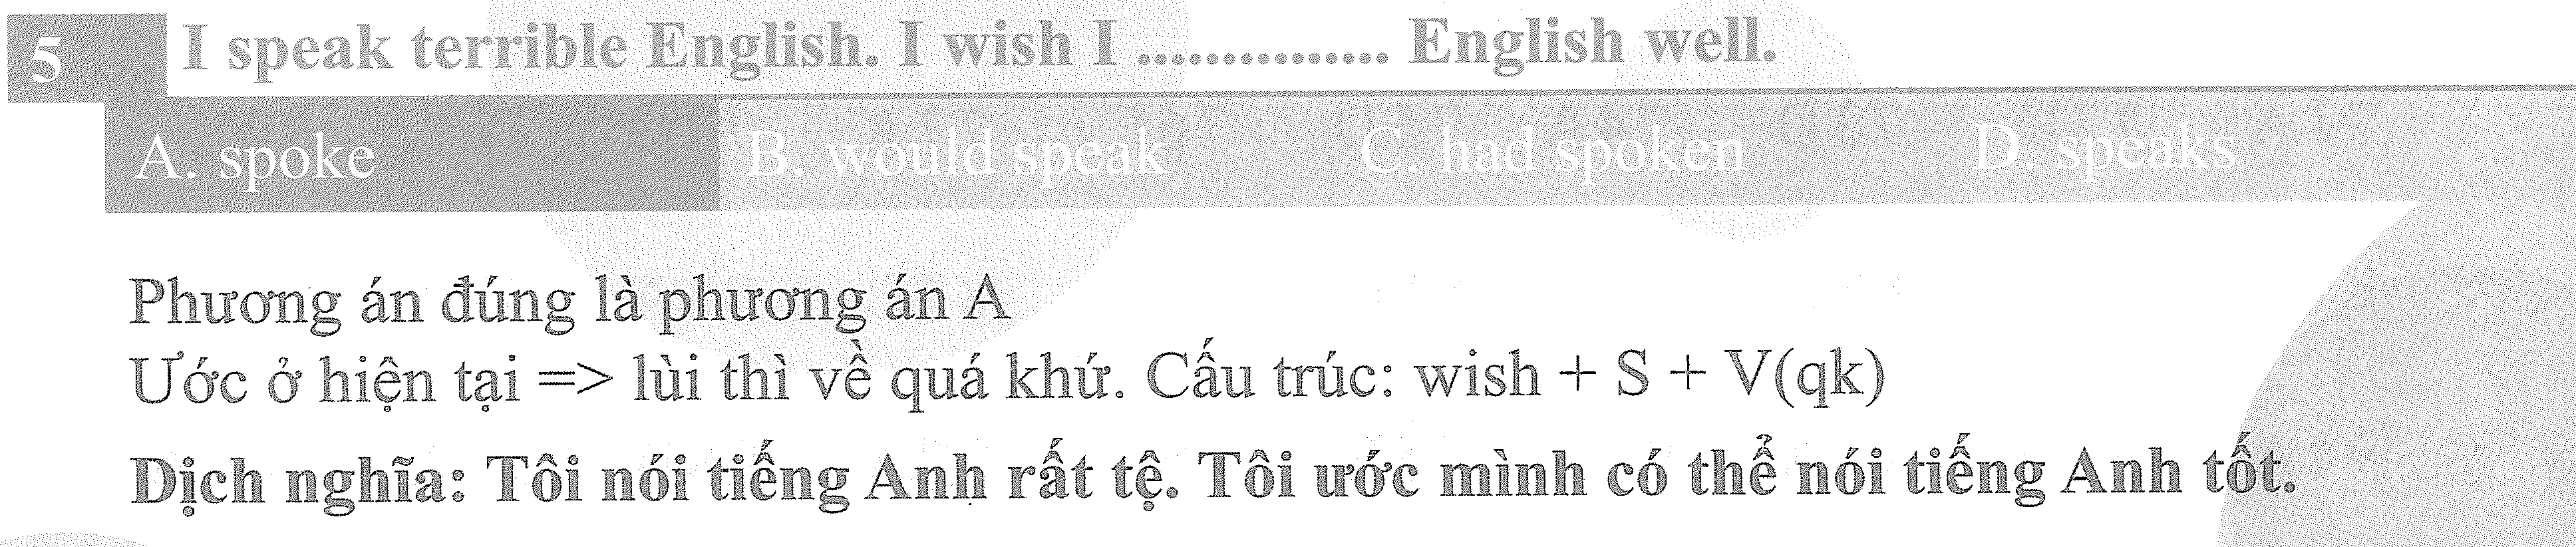 5 I speak terrible English. I wish I .............. English well.
A. spoke B. would speak C. had spoken D. speaks
Phương án đúng là phương án A
Ước ở hiện tại => lùi thì về quá khứ. Cấu trúc: wish + S + V(qk)
Dịch nghĩa: Tôi nói tiếng Anh rất tệ. Tôi ước mình có thể nói tiếng Anh tốt.